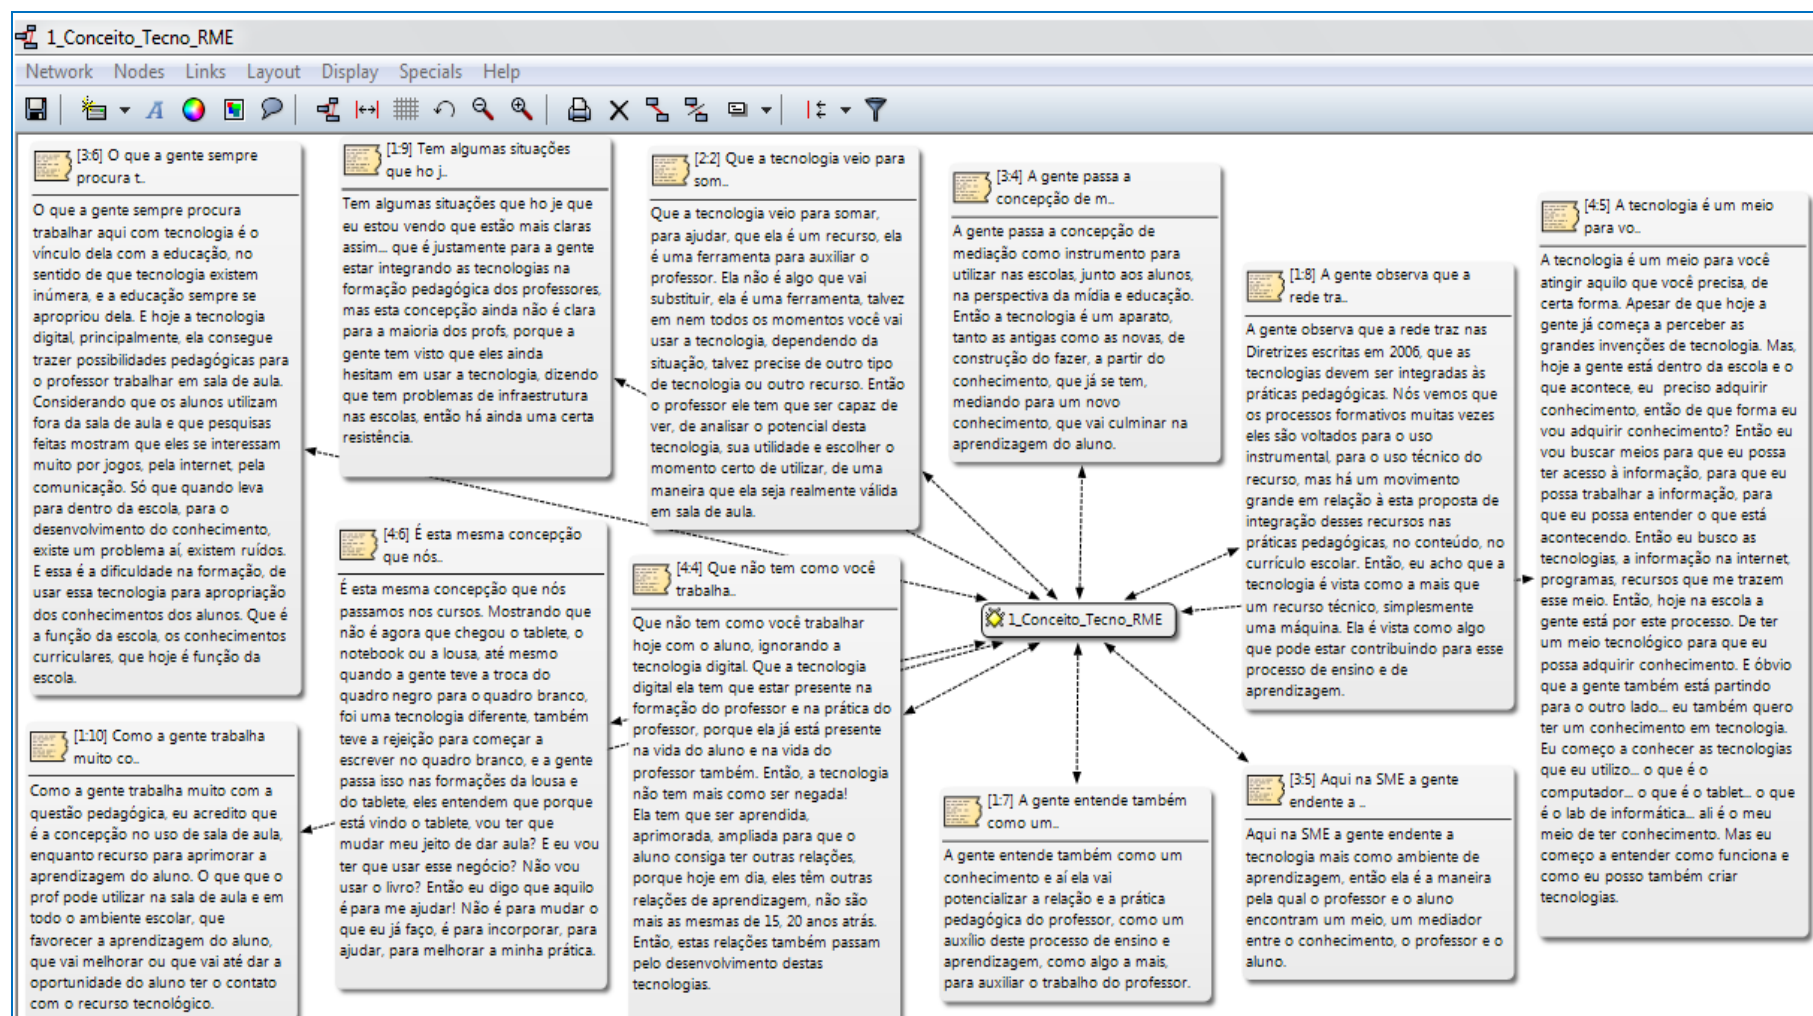 1_Conceito_Tecno_RME
Network Nodes Links Layout Display Specials Help
[3:6] O que a gente sempre
procura t..
O que a gente sempre procura
trabalhar aqui com tecnologia é o
vínculo dela com a educação, no
sentido de que tecnologia existem
inúmera, e a educação sempre se
apropriou dela. E hoje a tecnologia
digital, principalmente, ela consegue
trazer possibilidades pedagógicas para
o professor trabalhar em sala de aula.
Considerando que os alunos utilizam
fora da sala de aula e que pesquisas
feitas mostram que eles se interessam
muito por jogos, pela internet, pela
comunicação. Só que quando leva
para dentro da escola, para o
desenvolvimento do conhecimento,
existe um problema aí, existem ruídos.
E essa é a dificuldade na formação, de
usar essa tecnologia para apropriação
dos conhecimentos dos alunos. Que é
a função da escola, os conhecimentos
curriculares, que hoje é função da
escola.
[1:10] Como a gente trabalha
muito co..
Como a gente trabalha muito com a
questão pedagógica, eu acredito que
é a concepção no uso de sala de aula,
enquanto recurso para aprimorar a
aprendizagem do aluno. O que que o
prof pode utilizar na sala de aula e em
todo o ambiente escolar, que
favorecer a aprendizagem do aluno,
que vai melhorar ou que vai até dar a
oportunidade do aluno ter o contato
com o recurso tecnológico.
[1:9] Tem algumas situações
que ho j..
Tem algumas situações que ho je que
eu estou vendo que estão mais claras
assim... que é justamente para a gente
estar integrando as tecnologias na
formação pedagógica dos professores,
mas esta concepção ainda não é clara
para a maioria dos profs, porque a
gente tem visto que eles ainda
hesitam em usar a tecnologia, dizendo
que tem problemas de infraestrutura
nas escolas, então há ainda uma certa
resistência.
[4:6] É esta mesma concepção
que nós..
É esta mesma concepção que nós
passamos nos cursos. Mostrando que
não é agora que chegou o tablete, o
notebook ou a lousa, até mesmo
quando a gente teve a troca do
quadro negro para o quadro branco,
foi uma tecnologia diferente, também
teve a rejeição para começar a
escrever no quadro branco, e a gente
passa isso nas formações da lousa e
do tablete, eles entendem que porque
está vindo o tablete, vou ter que
mudar meu jeito de dar aula? E eu vou
ter que usar esse negócio? Não vou
usar o livro? Então eu digo que aquilo
é para me ajudar! Não é para mudar o
que eu já faço, é para incorporar, para
ajudar, para melhorar a minha prática.
[2:2] Que a tecnologia veio para
som..
Que a tecnologia veio para somar,
para ajudar, que ela é um recurso, ela
é uma ferramenta para auxiliar o
professor. Ela não é algo que vai
substituir, ela é uma ferramenta, talvez
em nem todos os momentos você vai
usar a tecnologia, dependendo da
situação, talvez precise de outro tipo
de tecnologia ou outro recurso. Então
o professor ele tem que ser capaz de
ver, de analisar o potencial desta
tecnologia, sua utilidade e escolher o
momento certo de utilizar, de uma
maneira que ela seja realmente válida
em sala de aula.
[4:4] Que não tem como você
trabalha..
Que não tem como você trabalhar
hoje com o aluno, ignorando a
tecnologia digital. Que a tecnologia
digital ela tem que estar presente na
formação do professor e na prática do
professor, porque ela já está presente
na vida do aluno e na vida do
professor também. Então, a tecnologia
não tem mais como ser negada!
Ela tem que ser aprendida,
aprimorada, ampliada para que o
aluno consiga ter outras relações,
porque hoje em dia, eles têm outras
relações de aprendizagem, não são
mais as mesmas de 15, 20 anos atrás.
Então, estas relações também passam
pelo desenvolvimento destas
tecnologias.
[3:4] A gente passa a
concepção de m..
A gente passa a concepção de
mediação como instrumento para
utilizar nas escolas, junto aos alunos,
na perspectiva da mídia e educação.
Então a tecnologia é um aparato,
tanto as antigas como as novas, de
construção do fazer, a partir do
conhecimento, que já se tem,
mediando para um novo
conhecimento, que vai culminar na
aprendizagem do aluno.
1_Conceito_Tecno_RME
[1:7] A gente entende também
como um..
A gente entende também como um
conhecimento e aí ela vai
potencializar a relação e a prática
pedagógica do professor, como um
auxílio deste processo de ensino e
aprendizagem, como algo a mais,
para auxiliar o trabalho do professor.
[1:8] A gente observa que a
rede tra..
A gente observa que a rede traz nas
Diretrizes escritas em 2006, que as
tecnologias devem ser integradas às
práticas pedagógicas. Nós vemos que
os processos formativos muitas vezes
eles são voltados para o uso
instrumental, para o uso técnico do
recurso, mas há um movimento
grande em relação à esta proposta de
integração desses recursos nas
práticas pedagógicas, no conteúdo, no
currículo escolar. Então, eu acho que a
tecnologia é vista como a mais que
um recurso técnico, simplesmente
uma máquina. Ela é vista como algo
que pode estar contribuindo para esse
processo de ensino e de
aprendizagem.
[3:5] Aqui na SME a gente
endente a ..
Aqui na SME a gente endente a
tecnologia mais como ambiente de
aprendizagem, então ela é a maneira
pela qual o professor e o aluno
encontram um meio, um mediador
entre o conhecimento, o professor e o
aluno.
[4:5] A tecnologia é um meio
para vo..
A tecnologia é um meio para você
atingir aquilo que você precisa, de
certa forma. Apesar de que hoje a
gente já começa a perceber as
grandes invenções de tecnologia. Mas,
hoje a gente está dentro da escola e o
que acontece, eu preciso adquirir
conhecimento, então de que forma eu
vou adquirir conhecimento? Então eu
vou buscar meios para que eu possa
ter acesso à informação, para que eu
possa trabalhar a informação, para
que eu possa entender o que está
acontecendo. Então eu busco as
tecnologias, a informação na internet,
programas, recursos que me trazem
esse meio. Então, hoje na escola a
gente está por este processo. De ter
um meio tecnológico para que eu
possa adquirir conhecimento. E óbvio
que a gente também está partindo
para o outro lado... eu também quero
ter um conhecimento em tecnologia.
Eu começo a conhecer as tecnologias
que eu utilizo... o que é o
computador... o que é o tablet... o que
é o lab de informática... ali é o meu
meio de ter conhecimento. Mas eu
começo a entender como funciona e
como eu posso também criar
tecnologias.